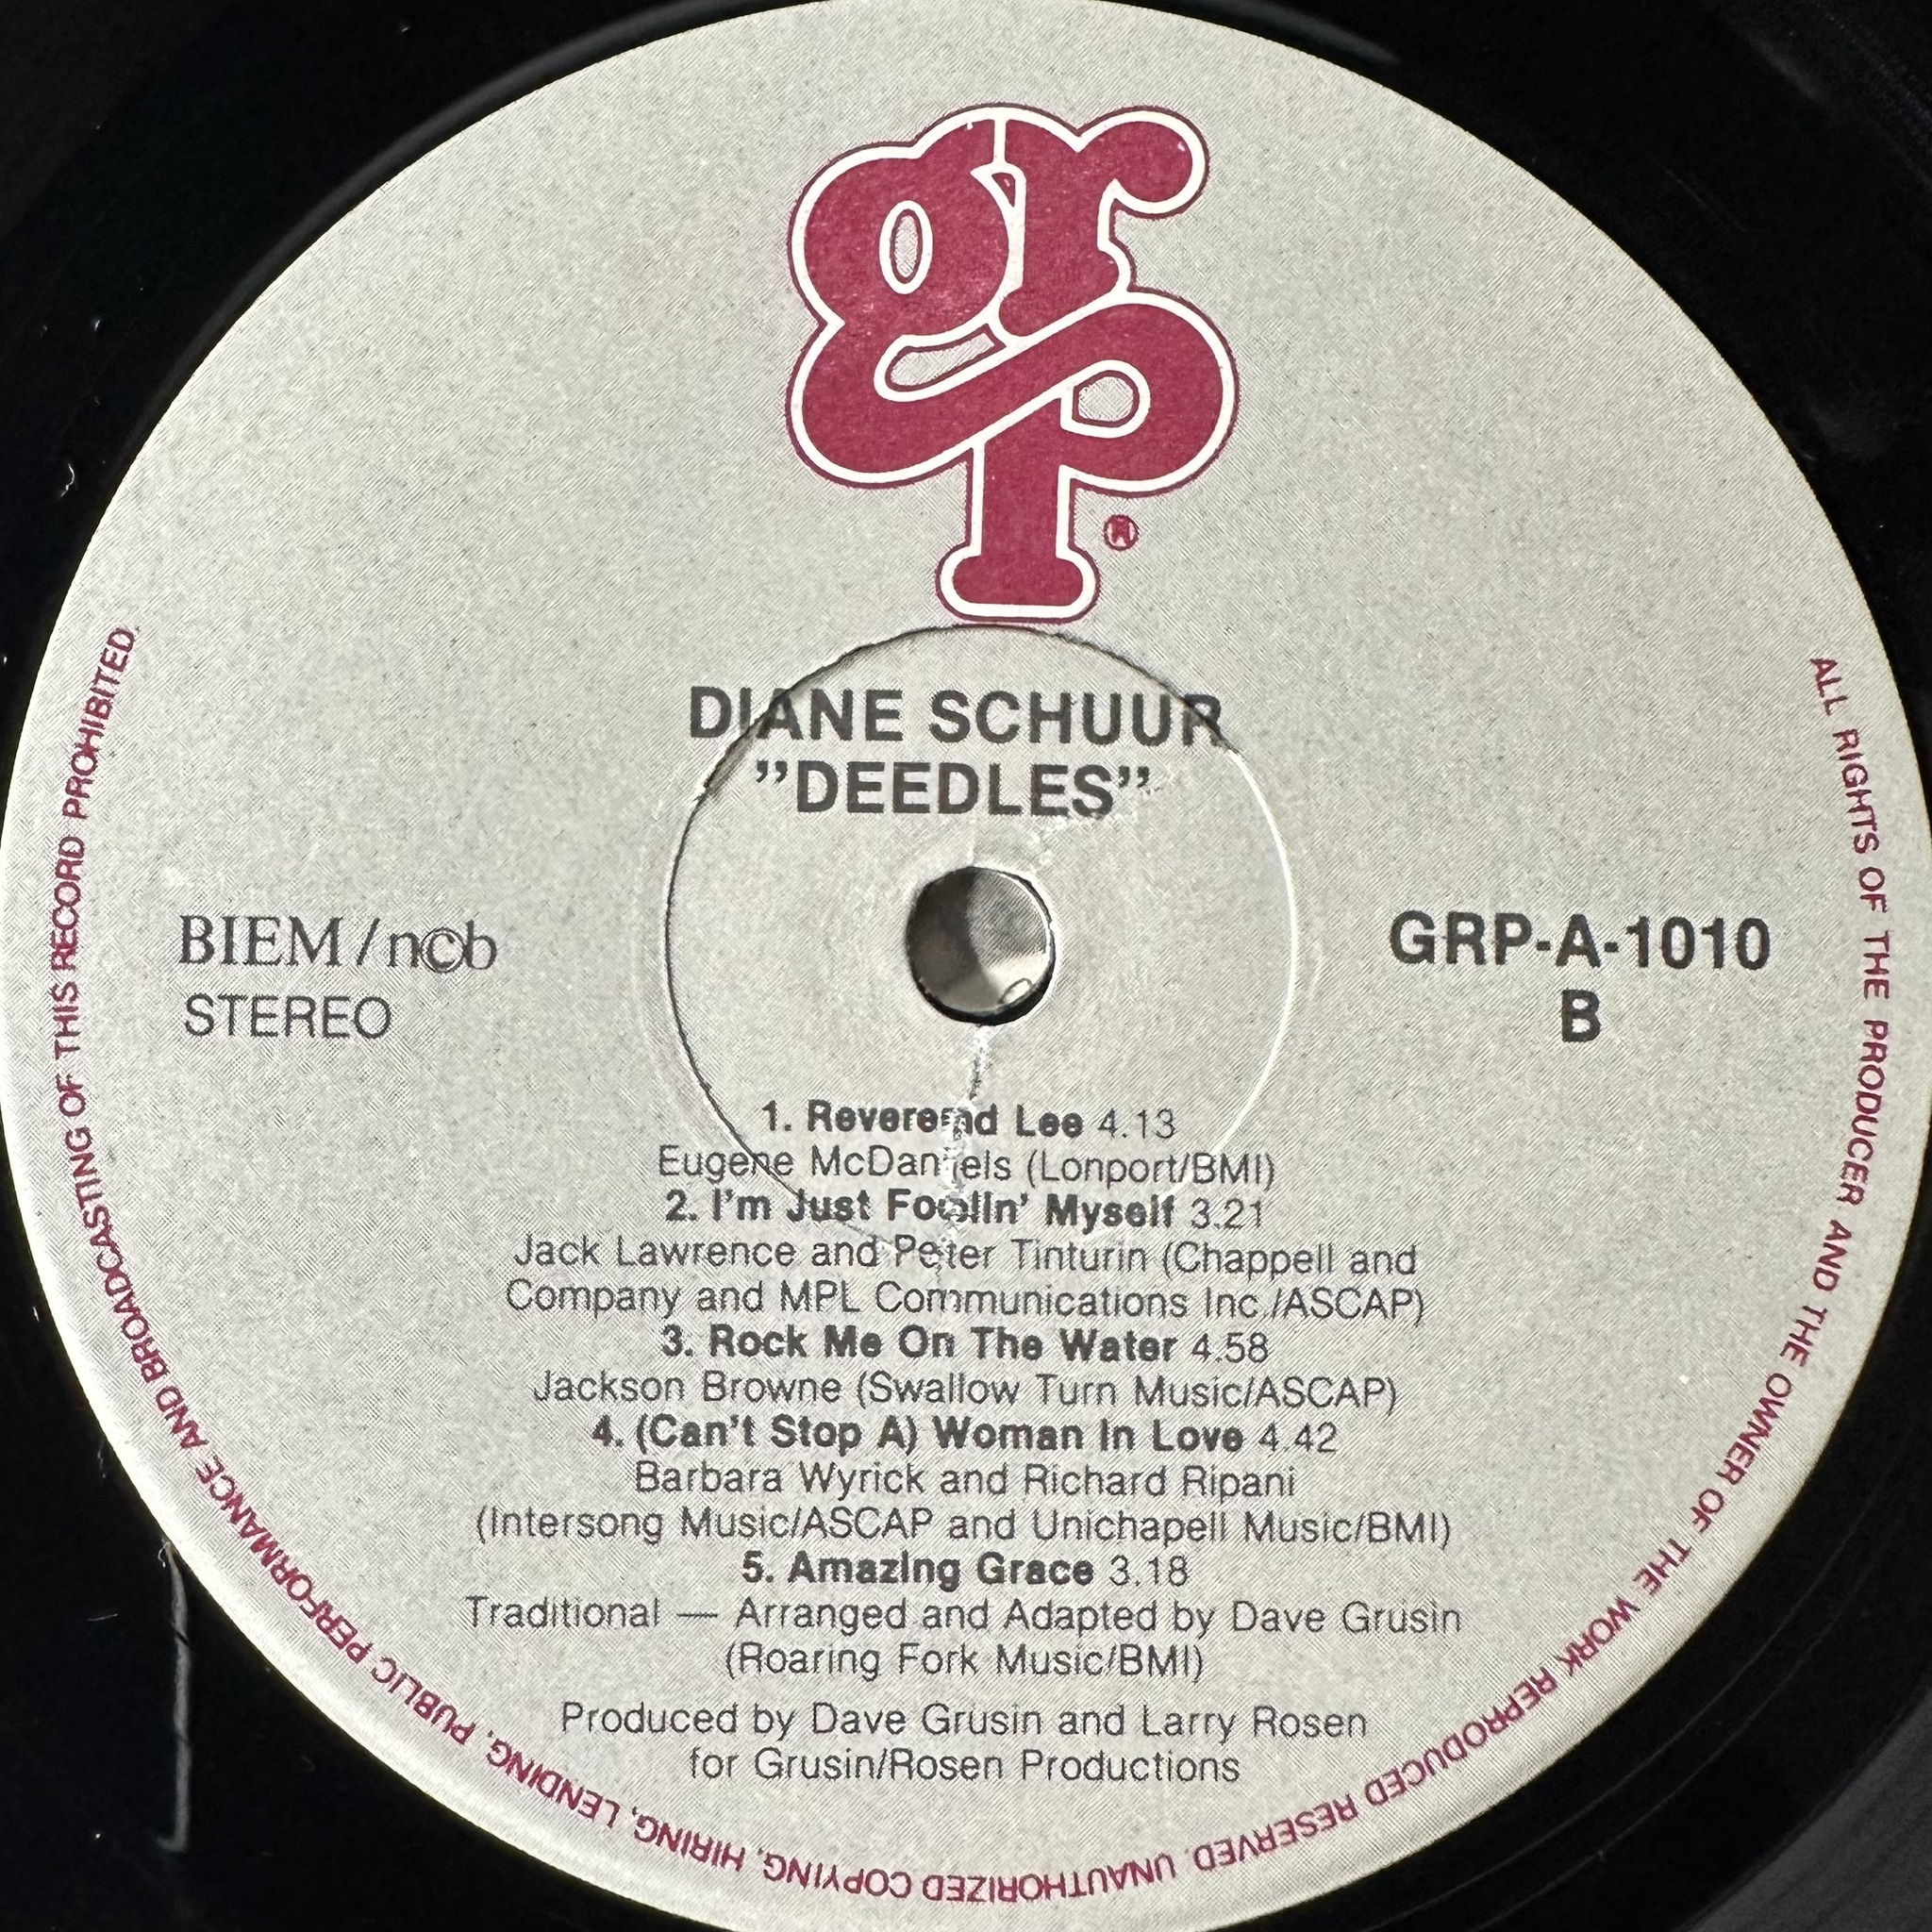 grp®
DIANE SCHUUR
”DEEDLES”
BIEM/n©b
STEREO
GRP-A-1010
B
1. Reverend Lee 4.13
Eugene McDaniels (Lonport/BMI)
2. I'm Just Foolin' Myself 3.21
Jack Lawrence and Peter Tinturin (Chappell and
Company and MPL Communications Inc./ASCAP)
3. Rock Me On The Water 4.58
Jackson Browne (Swallow Turn Music/ASCAP)
4. (Can't Stop A) Woman In Love 4.42
Barbara Wyrick and Richard Ripani
(Intersong Music/ASCAP and Unichapell Music/BMI)
5. Amazing Grace 3.18
Traditional — Arranged and Adapted by Dave Grusin
(Roaring Fork Music/BMI)
Produced by Dave Grusin and Larry Rosen
for Grusin/Rosen Productions
ALL RIGHTS OF THE PRODUCER AND THE OWNER OF THE WORK REPRODUCED RESERVED. UNAUTHORIZED COPYING, HIRING, LENDING, PUBLIC PERFORMANCE AND BROADCASTING OF THIS RECORD PROHIBITED.